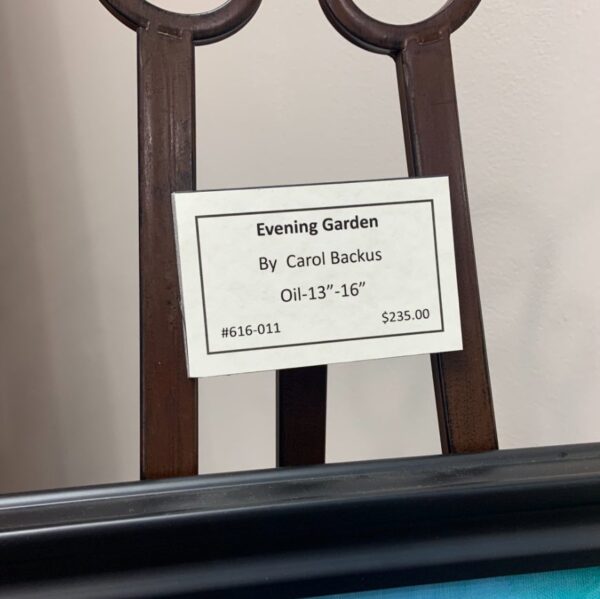 Evening Garden
By Carol Backus
Oil-13”-16”
#616-011 $235.00